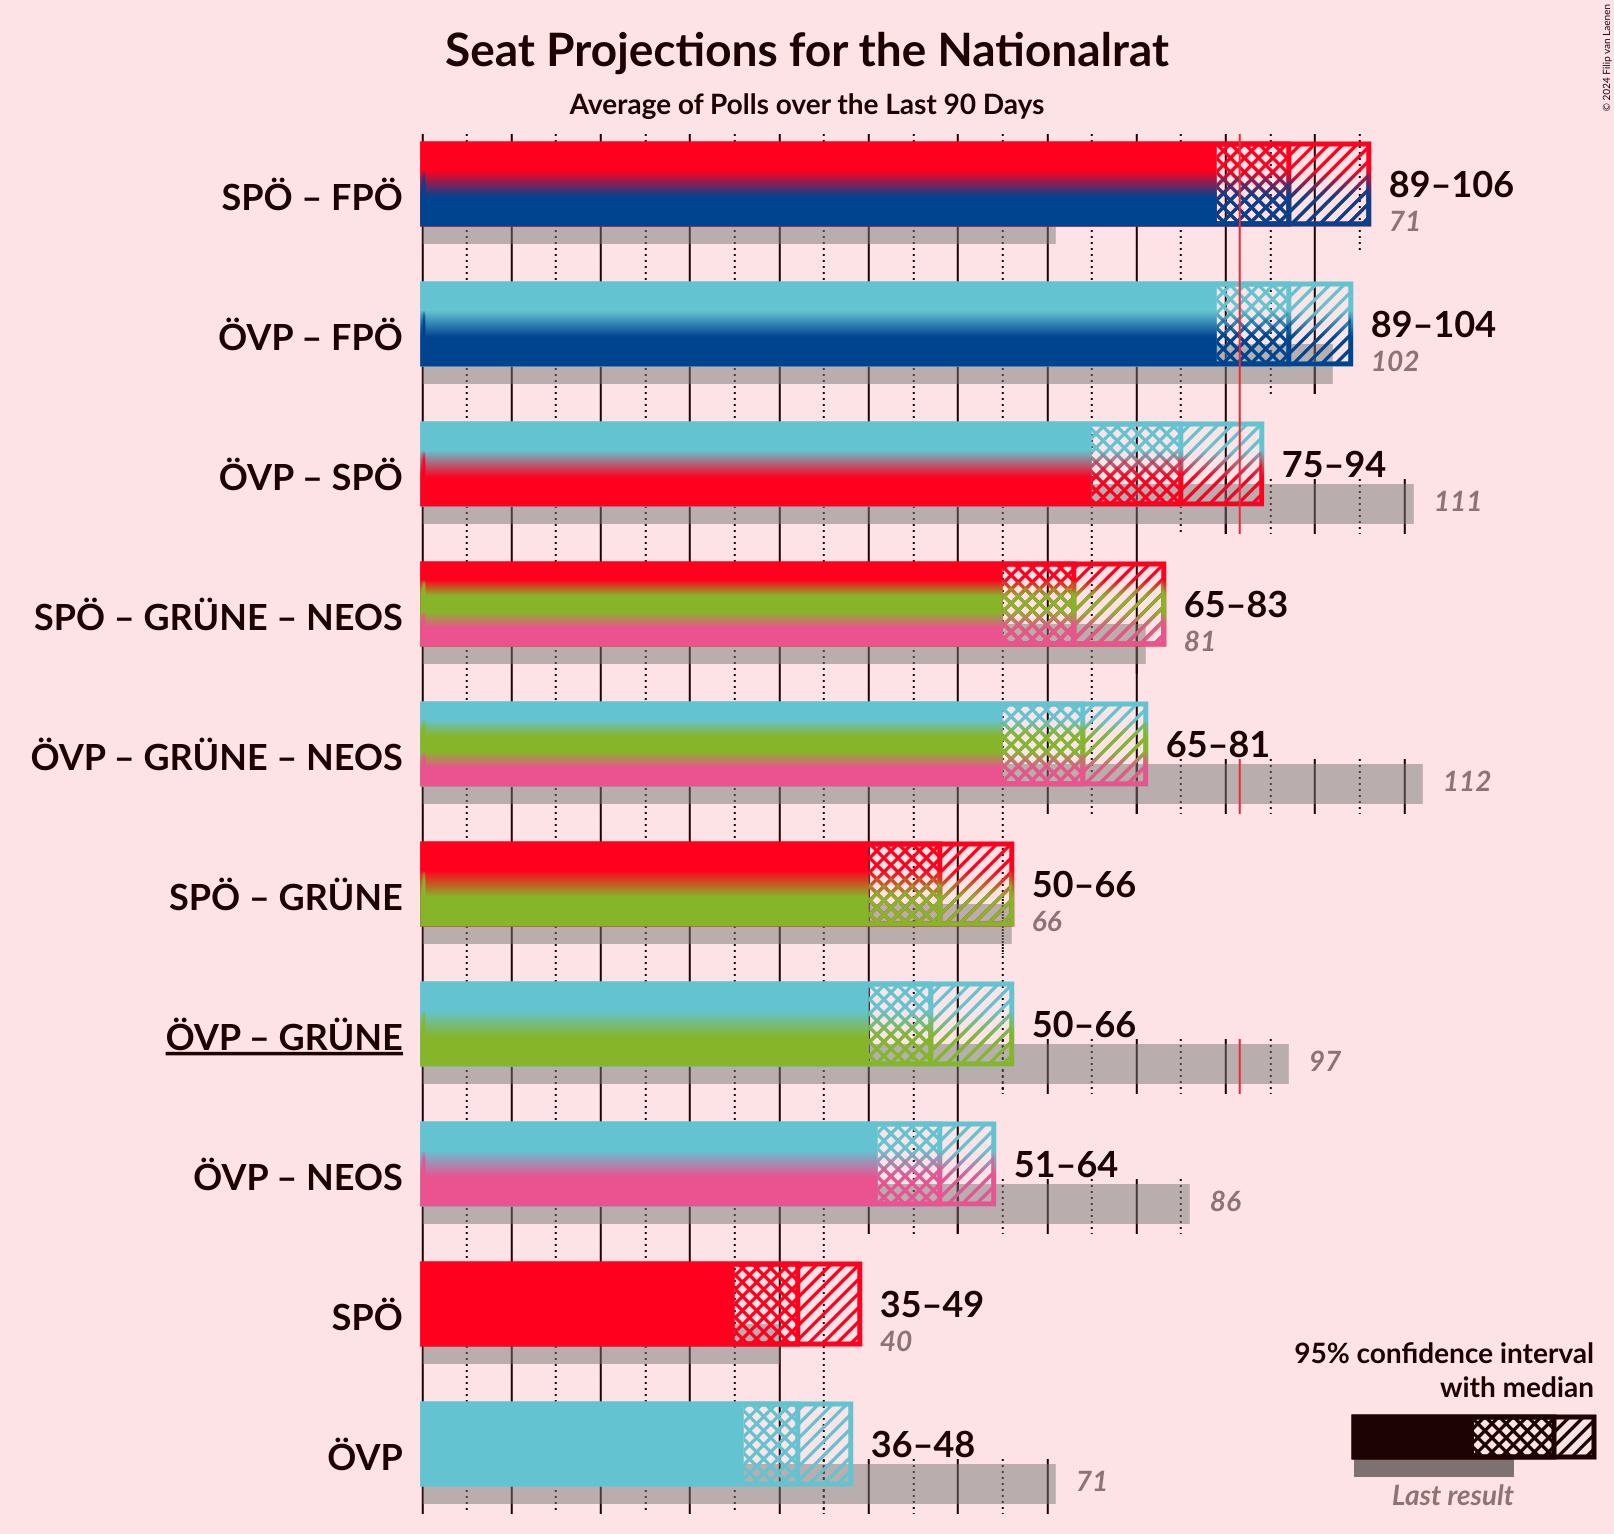 Seat Projections for the Nationalrat
Average of Polls over the Last 90 Days
© 2024 Filip van Laenen
SPÖ – FPÖ
89–106
71
ÖVP – FPÖ
89–104
102
ÖVP – SPÖ
75–94
111
SPÖ – GRÜNE – NEOS
65–83
81
ÖVP – GRÜNE – NEOS
65–81
112
SPÖ – GRÜNE
50–66
66
ÖVP – GRÜNE
50–66
97
ÖVP – NEOS
51–64
86
SPÖ
35–49
40
ÖVP
36–48
71
95% confidence interval
with median
Last result